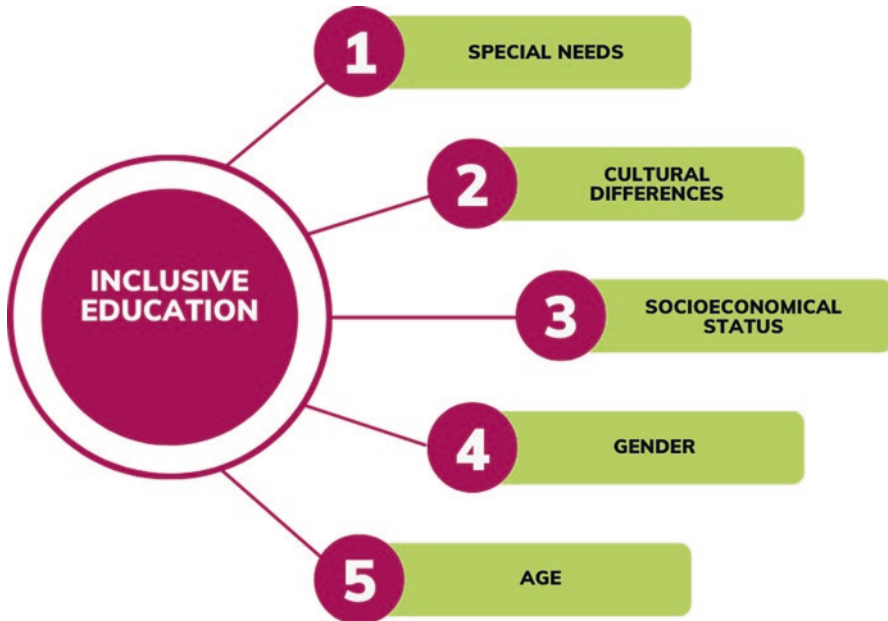 1
SPECIAL NEEDS
2
CULTURAL
DIFFERENCES
INCLUSIVE
EDUCATION
3
SOCIOECONOMICAL
STATUS
4
GENDER
5
AGE